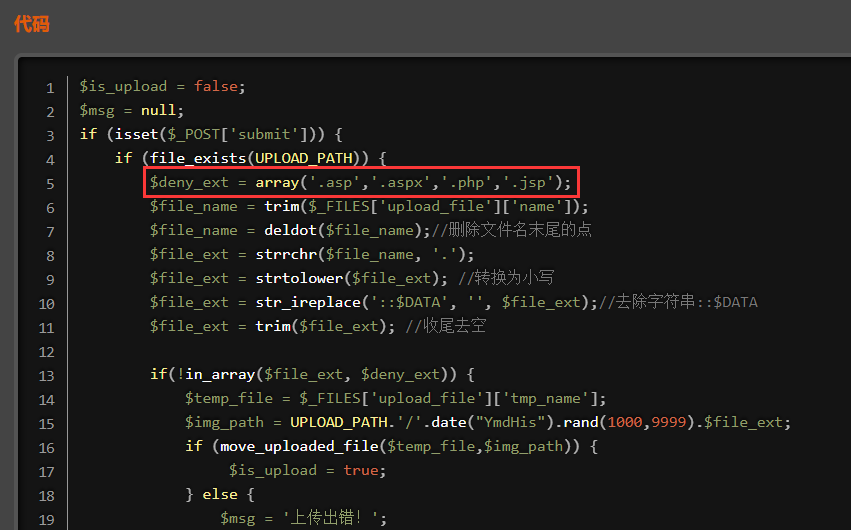 代码
1 $is_upload = false;
2 $msg = null;
3 if (isset($_POST['submit'])) {
4 if (file_exists(UPLOAD_PATH)) {
5 $deny_ext = array('.asp','.aspx','.php','.jsp');
6 $file_name = trim($_FILES['upload_file']['name']);
7 $file_name = deldot($file_name);//删除文件名末尾的点
8 $file_ext = strrchr($file_name, '.');
9 $file_ext = strtolower($file_ext); //转换为小写
10 $file_ext = str_ireplace('::$DATA', '', $file_ext);//去除字符串::$DATA
11 $file_ext = trim($file_ext); //收尾去空
12
13 if(!in_array($file_ext, $deny_ext)) {
14 $temp_file = $_FILES['upload_file']['tmp_name'];
15 $img_path = UPLOAD_PATH.'/'.date("YmdHis").rand(1000,9999).$file_ext;
16 if (move_uploaded_file($temp_file,$img_path)) {
17 $is_upload = true;
18 } else {
19 $msg = '上传出错！';